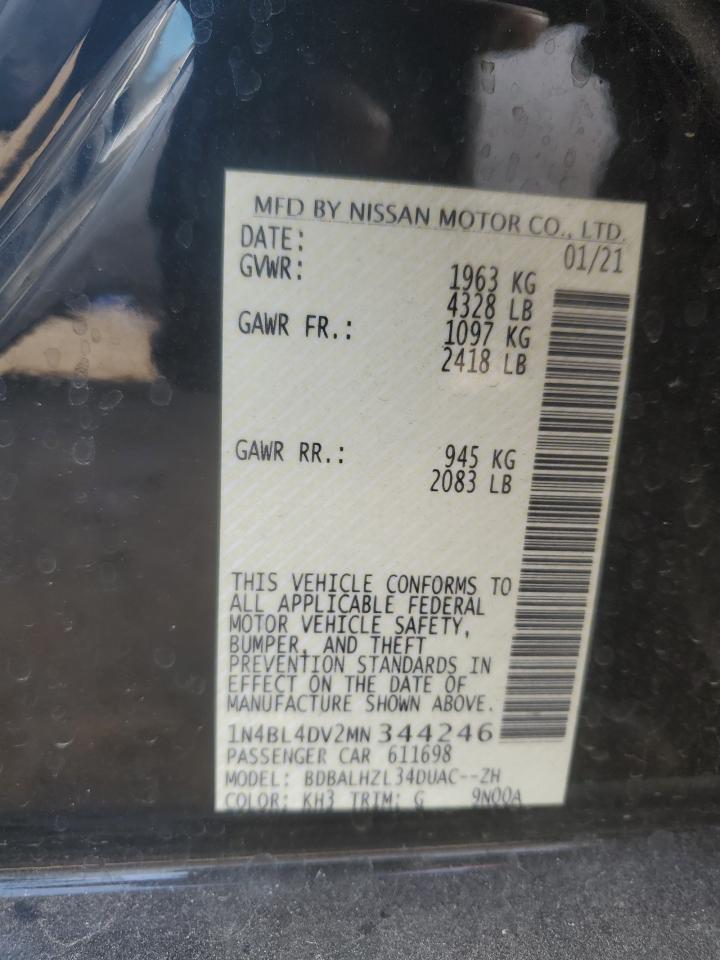 MFD BY NISSAN MOTOR CO., LTD.
DATE: 01/21
GVWR: 1963 KG
4328 LB
GAWR FR.: 1097 KG
2418 LB
GAWR RR.: 945 KG
2083 LB
THIS VEHICLE CONFORMS TO
ALL APPLICABLE FEDERAL
MOTOR VEHICLE SAFETY,
BUMPER, AND THEFT
PREVENTION STANDARDS IN
EFFECT ON THE DATE OF
MANUFACTURE SHOWN ABOVE.
1N4BL4DV2MN344246
PASSENGER CAR 611698
MODEL: BDBALHZL34DUAC--ZH
COLOR: KH3 TRIM: G 9N00A